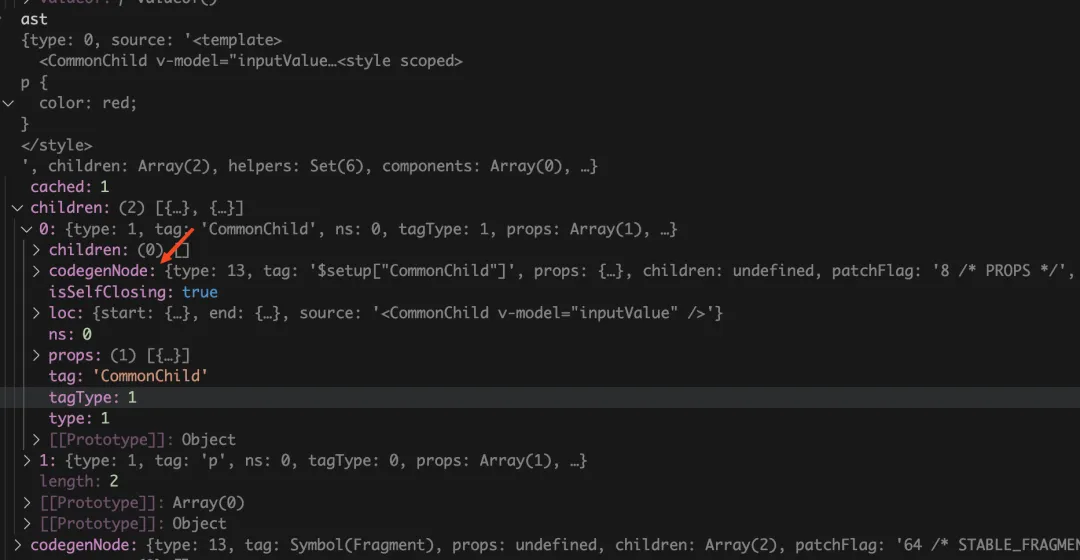 ast
{type: 0, source: '<template>
<CommonChild v-model="inputValue…<style scoped>
p {
color: red;
}
</style>
', children: Array(2), helpers: Set(6), components: Array(0), …}
cached: 1
children: (2) [{…}, {…}]
0: {type: 1, tag: 'CommonChild', ns: 0, tagType: 1, props: Array(1), …}
children: (0) []
codegenNode: {type: 13, tag: '$setup["CommonChild"]', props: {…}, children: undefined, patchFlag: '8 /* PROPS */',
isSelfClosing: true
loc: {start: {…}, end: {…}, source: '<CommonChild v-model="inputValue" />'}
ns: 0
props: (1) [{…}]
tag: 'CommonChild'
tagType: 1
type: 1
[[Prototype]]: Object
1: {type: 1, tag: 'p', ns: 0, tagType: 0, props: Array(1), …}
length: 2
[[Prototype]]: Array(0)
[[Prototype]]: Object
codegenNode: {type: 13, tag: Symbol(Fragment), props: undefined, children: Array(2), patchFlag: '64 /* STABLE_FRAGMEN